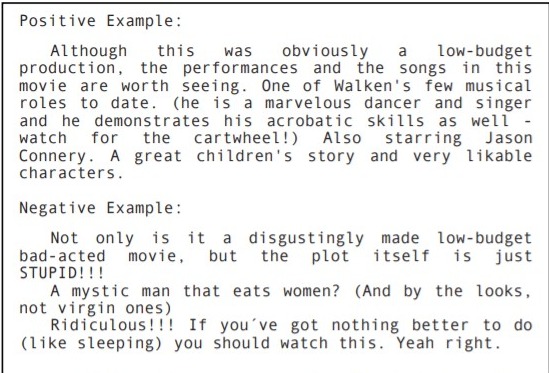 Positive Example:
Although this was obviously a low-budget
production, the performances and the songs in this
movie are worth seeing. One of Walken's few musical
roles to date. (he is a marvelous dancer and singer
and he demonstrates his acrobatic skills as well -
watch for the cartwheel!) Also starring Jason
Connery. A great children's story and very likable
characters.
Negative Example:
Not only is it a disgustingly made low-budget
bad-acted movie, but the plot itself is just
STUPID!!!
A mystic man that eats women? (And by the looks,
not virgin ones)
Ridiculous!!! If you´ve got nothing better to do
(like sleeping) you should watch this. Yeah right.